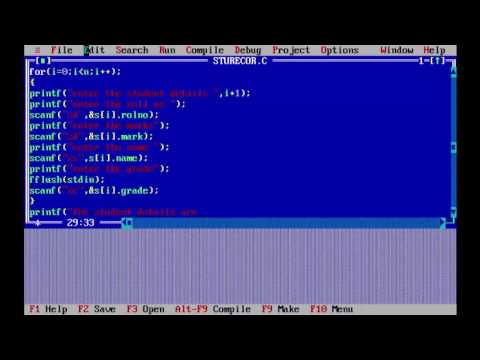 ≡ File Edit Search Run Compile Debug Project Options Window Help
[■] STURECOR.C 1=[↑]
for(i=0;i<n;i++);
{
printf("enter the student details ",i+1);
printf("enter the roll no ");
scanf("%d",&s[i].rolno);
printf("enter the marks");
scanf("%d",&s[i].mark);
printf("enter the name ");
scanf("%s",s[i].name);
printf("enter the grade");
fflush(stdin);
scanf("%c",&s[i].grade);
}
printf("the student details are
29:33
F1 Help F2 Save F3 Open Alt-F9 Compile F9 Make F10 Menu